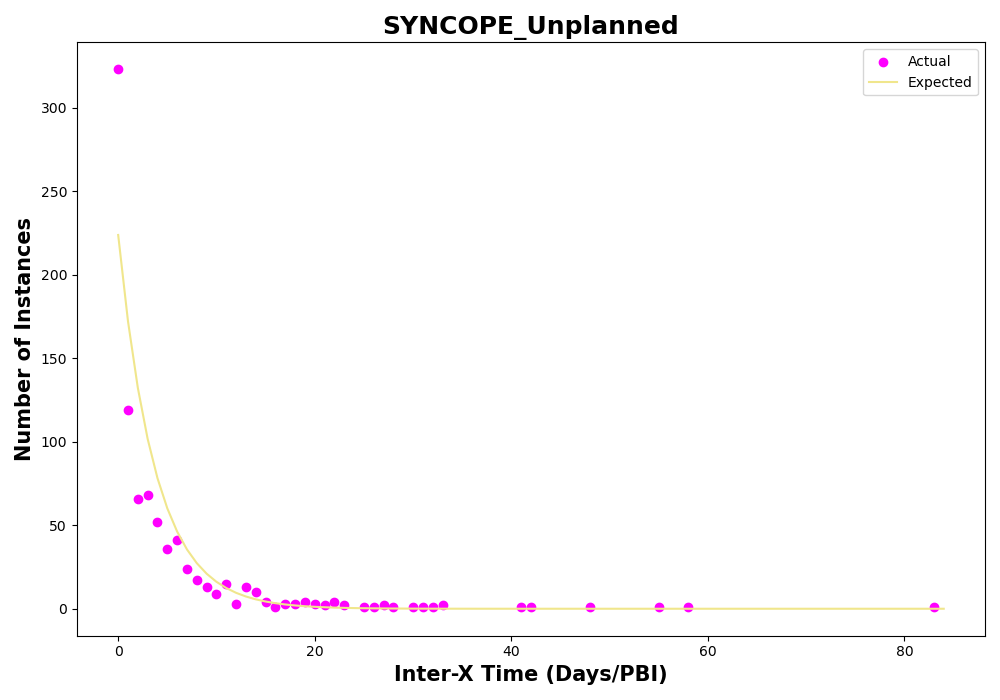 SYNCOPE_Unplanned
Actual
Expected
300
250
200
150
100
50
0
Number of Instances
0 20 40 60 80
Inter-X Time (Days/PBI)